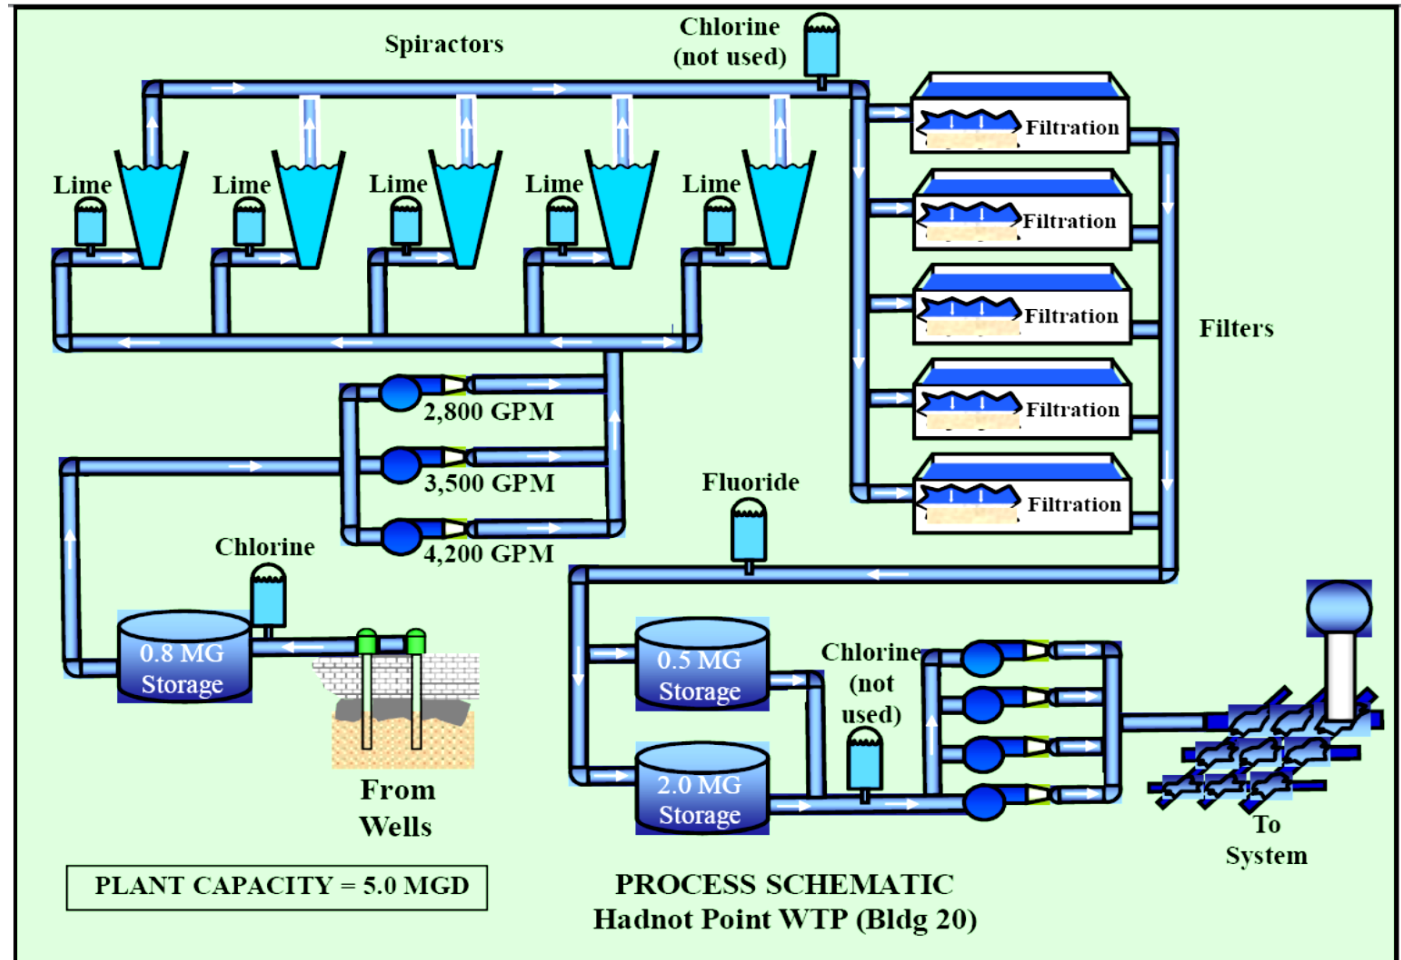 Spiractors
Chlorine
(not used)
Lime
Lime
Lime
Lime
Lime
Filtration
Filtration
Filtration
Filtration
Filtration
Filters
2,800 GPM
3,500 GPM
4,200 GPM
Chlorine
0.8 MG
Storage
From
Wells
Fluoride
0.5 MG
Storage
2.0 MG
Storage
Chlorine
(not
used)
To
System
PLANT CAPACITY = 5.0 MGD
PROCESS SCHEMATIC
Hadnot Point WTP (Bldg 20)